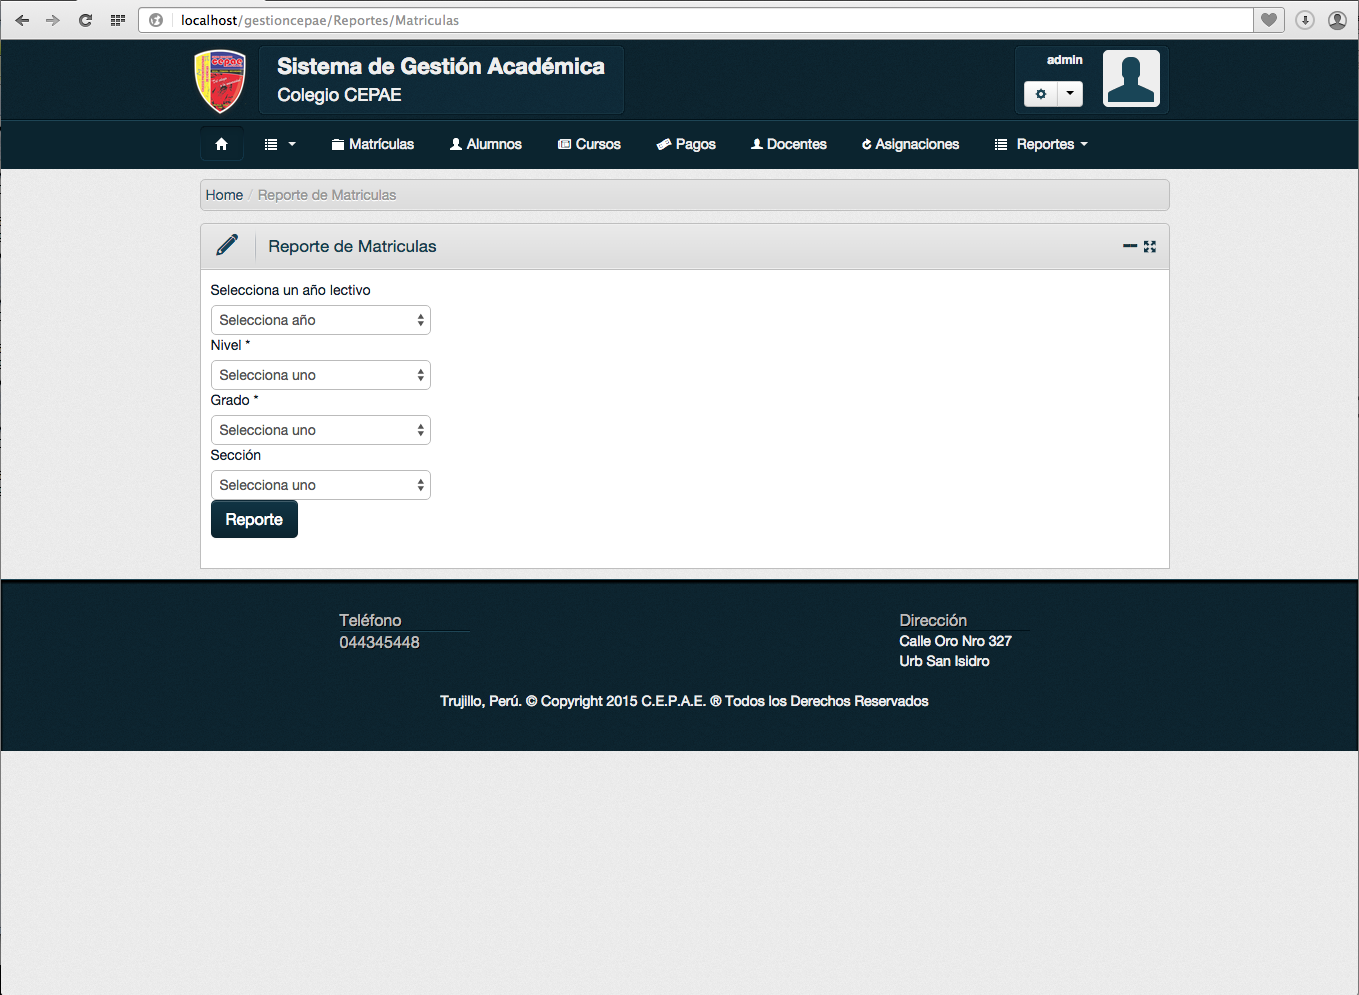 localhost/gestioncepae/Reportes/Matriculas
cepae
Sistema de Gestión Académica
Colegio CEPAE
admin
Matrículas Alumnos Cursos Pagos Docentes Asignaciones Reportes
Home / Reporte de Matriculas
Reporte de Matriculas
Selecciona un año lectivo
Selecciona año
Nivel *
Selecciona uno
Grado *
Selecciona uno
Sección
Selecciona uno
Reporte
Teléfono
044345448
Dirección
Calle Oro Nro 327
Urb San Isidro
Trujillo, Perú. © Copyright 2015 C.E.P.A.E. ® Todos los Derechos Reservados